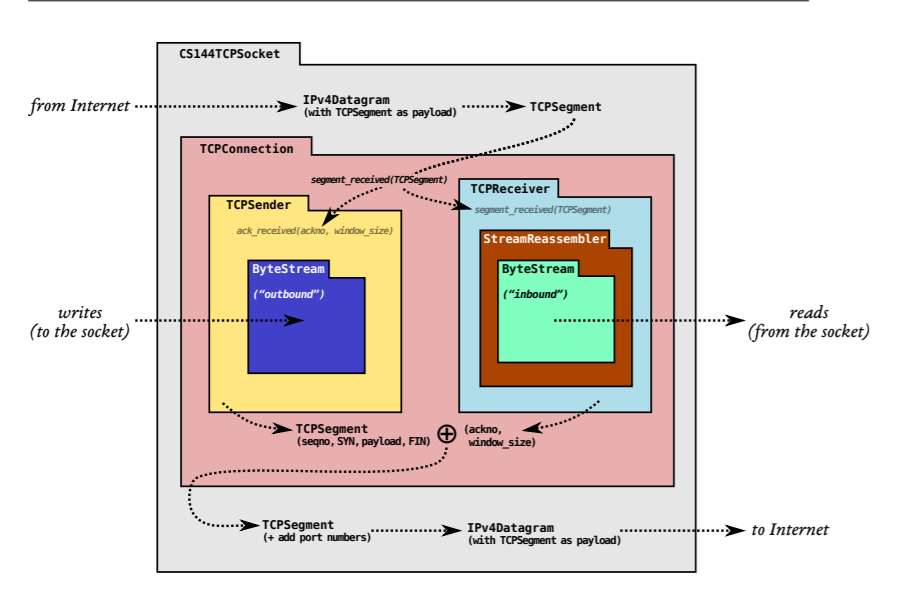 CS144TCPSocket
from Internet
IPv4Datagram
(with TCPSegment as payload)
TCPSegment
TCPConnection
segment_received(TCPSegment)
TCPSender
ack_received(ackno, window_size)
TCPReceiver
segment_received(TCPSegment)
StreamReassembler
ByteStream
(“outbound”)
ByteStream
(“inbound”)
writes
(to the socket)
reads
(from the socket)
TCPSegment
(seqno, SYN, payload, FIN)
⊕
(ackno,
window_size)
TCPSegment
(+ add port numbers)
IPv4Datagram
(with TCPSegment as payload)
to Internet